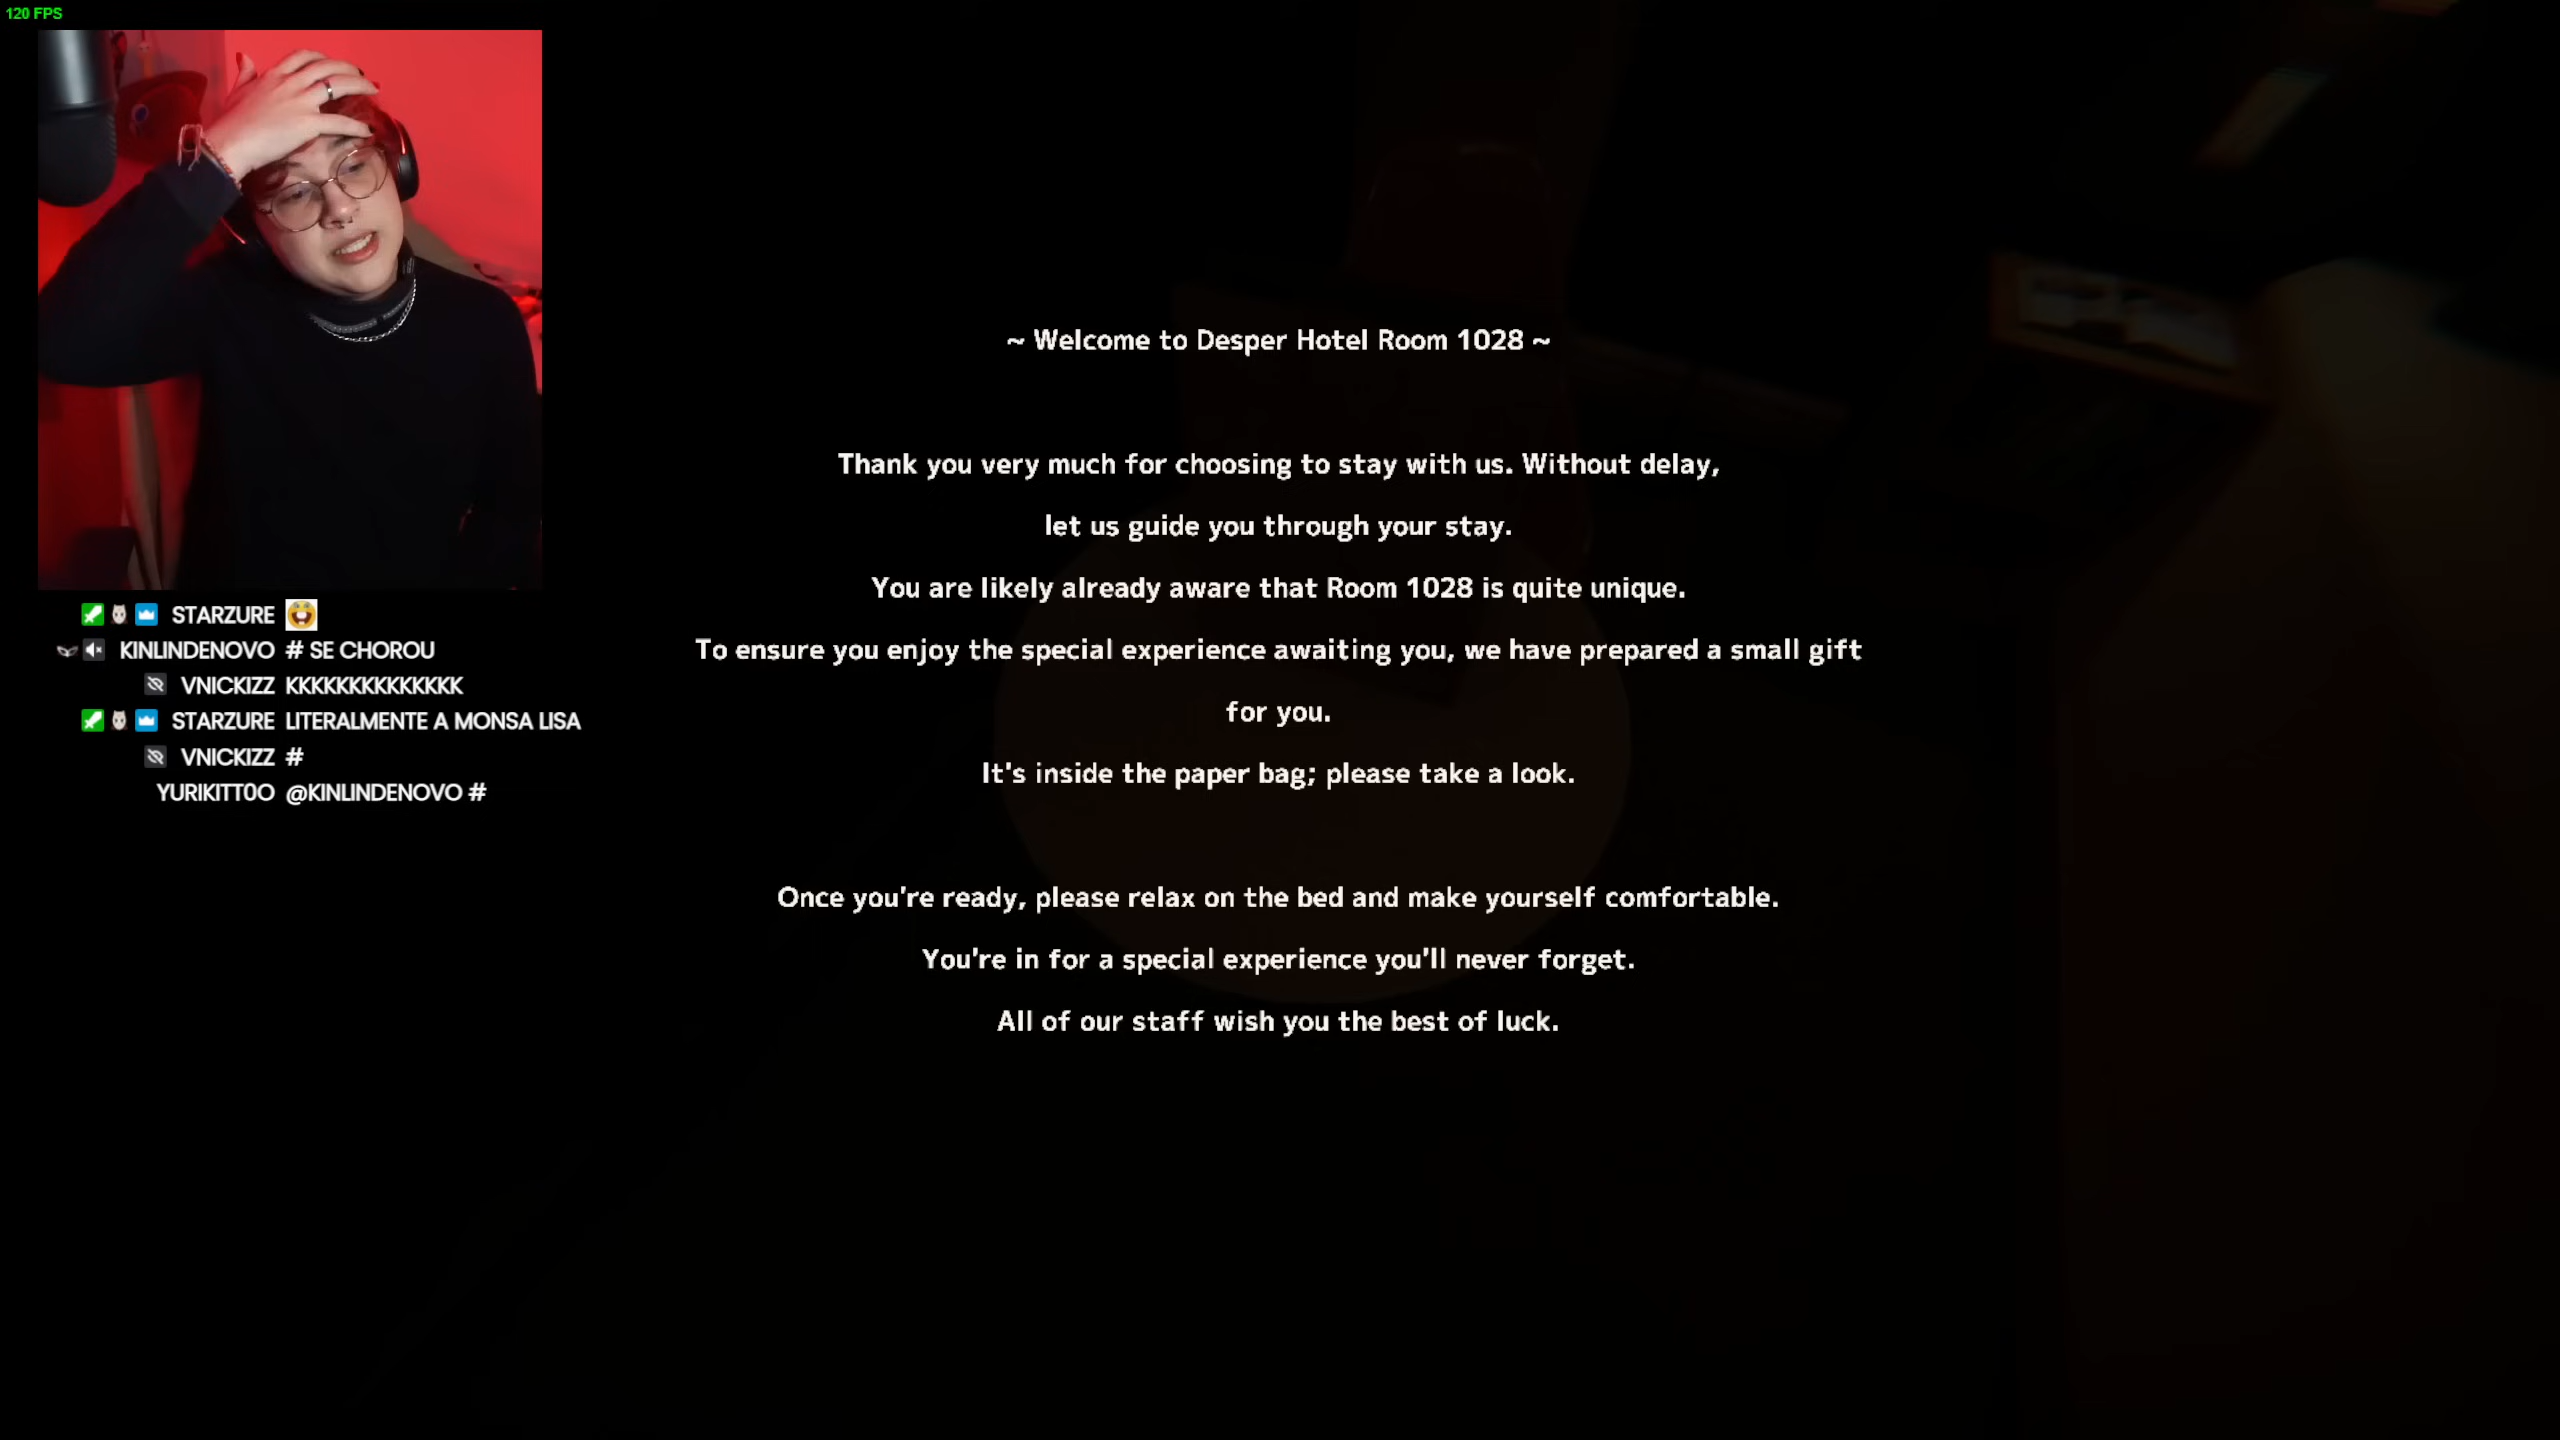 120 FPS
~ Welcome to Desper Hotel Room 1028 ~
Thank you very much for choosing to stay with us. Without delay,
let us guide you through your stay.
You are likely already aware that Room 1028 is quite unique.
To ensure you enjoy the special experience awaiting you, we have prepared a small gift
for you.
It's inside the paper bag; please take a look.
Once you're ready, please relax on the bed and make yourself comfortable.
You're in for a special experience you'll never forget.
All of our staff wish you the best of luck.
STARZURE
KINLINDENOVO # SE CHOROU
VNICKIZZ KKKKKKKKKKKKKK
STARZURE LITERALMENTE A MONSA LISA
VNICKIZZ #
YURIKITT0O @KINLINDENOVO #